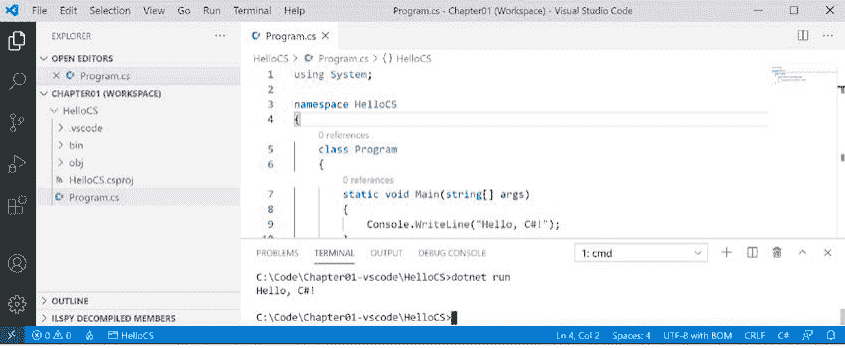 File Edit Selection View Go Run Terminal Help Program.cs - Chapter01 (Workspace) - Visual Studio Code
EXPLORER
OPEN EDITORS
Program.cs
CHAPTER01 (WORKSPACE)
HelloCS
.vscode
bin
obj
HelloCS.csproj
Program.cs
OUTLINE
ILSPY DECOMPILED MEMBERS
Program.cs
HelloCS > Program.cs > {} HelloCS
1 using System;
2
3 namespace HelloCS
4 {
0 references
5 class Program
6 {
0 references
7 static void Main(string[] args)
8 {
9 Console.WriteLine("Hello, C#!");
10 }
PROBLEMS TERMINAL OUTPUT DEBUG CONSOLE 1: cmd
C:\Code\Chapter01-vscode\HelloCS>dotnet run
Hello, C#!
C:\Code\Chapter01-vscode\HelloCS>
0 0 HelloCS Ln 4, Col 2 Spaces: 4 UTF-8 with BOM CRLF C#